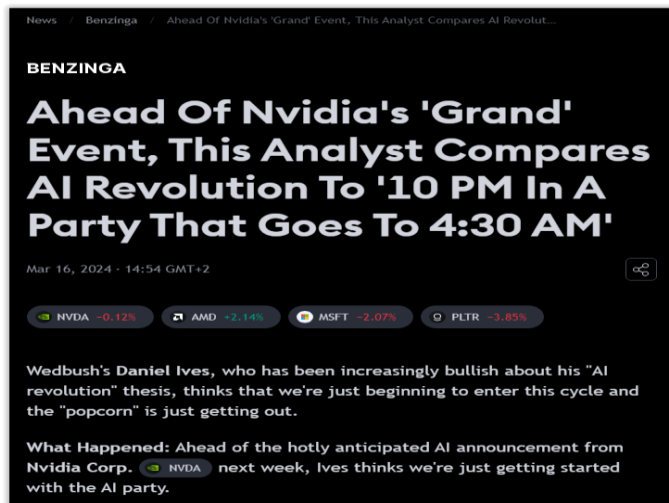 News / Benzinga / Ahead Of Nvidia's 'Grand' Event, This Analyst Compares AI Revolut...
BENZINGA
Ahead Of Nvidia's 'Grand'
Event, This Analyst Compares
AI Revolution To '10 PM In A
Party That Goes To 4:30 AM'
Mar 16, 2024 · 14:54 GMT+2
NVDA -0.12% AMD +2.14% MSFT -2.07% PLTR -3.85%
Wedbush's Daniel Ives, who has been increasingly bullish about his "AI
revolution" thesis, thinks that we're just beginning to enter this cycle and
the "popcorn" is just getting out.
What Happened: Ahead of the hotly anticipated AI announcement from
Nvidia Corp. NVDA next week, Ives thinks we're just getting started
with the AI party.